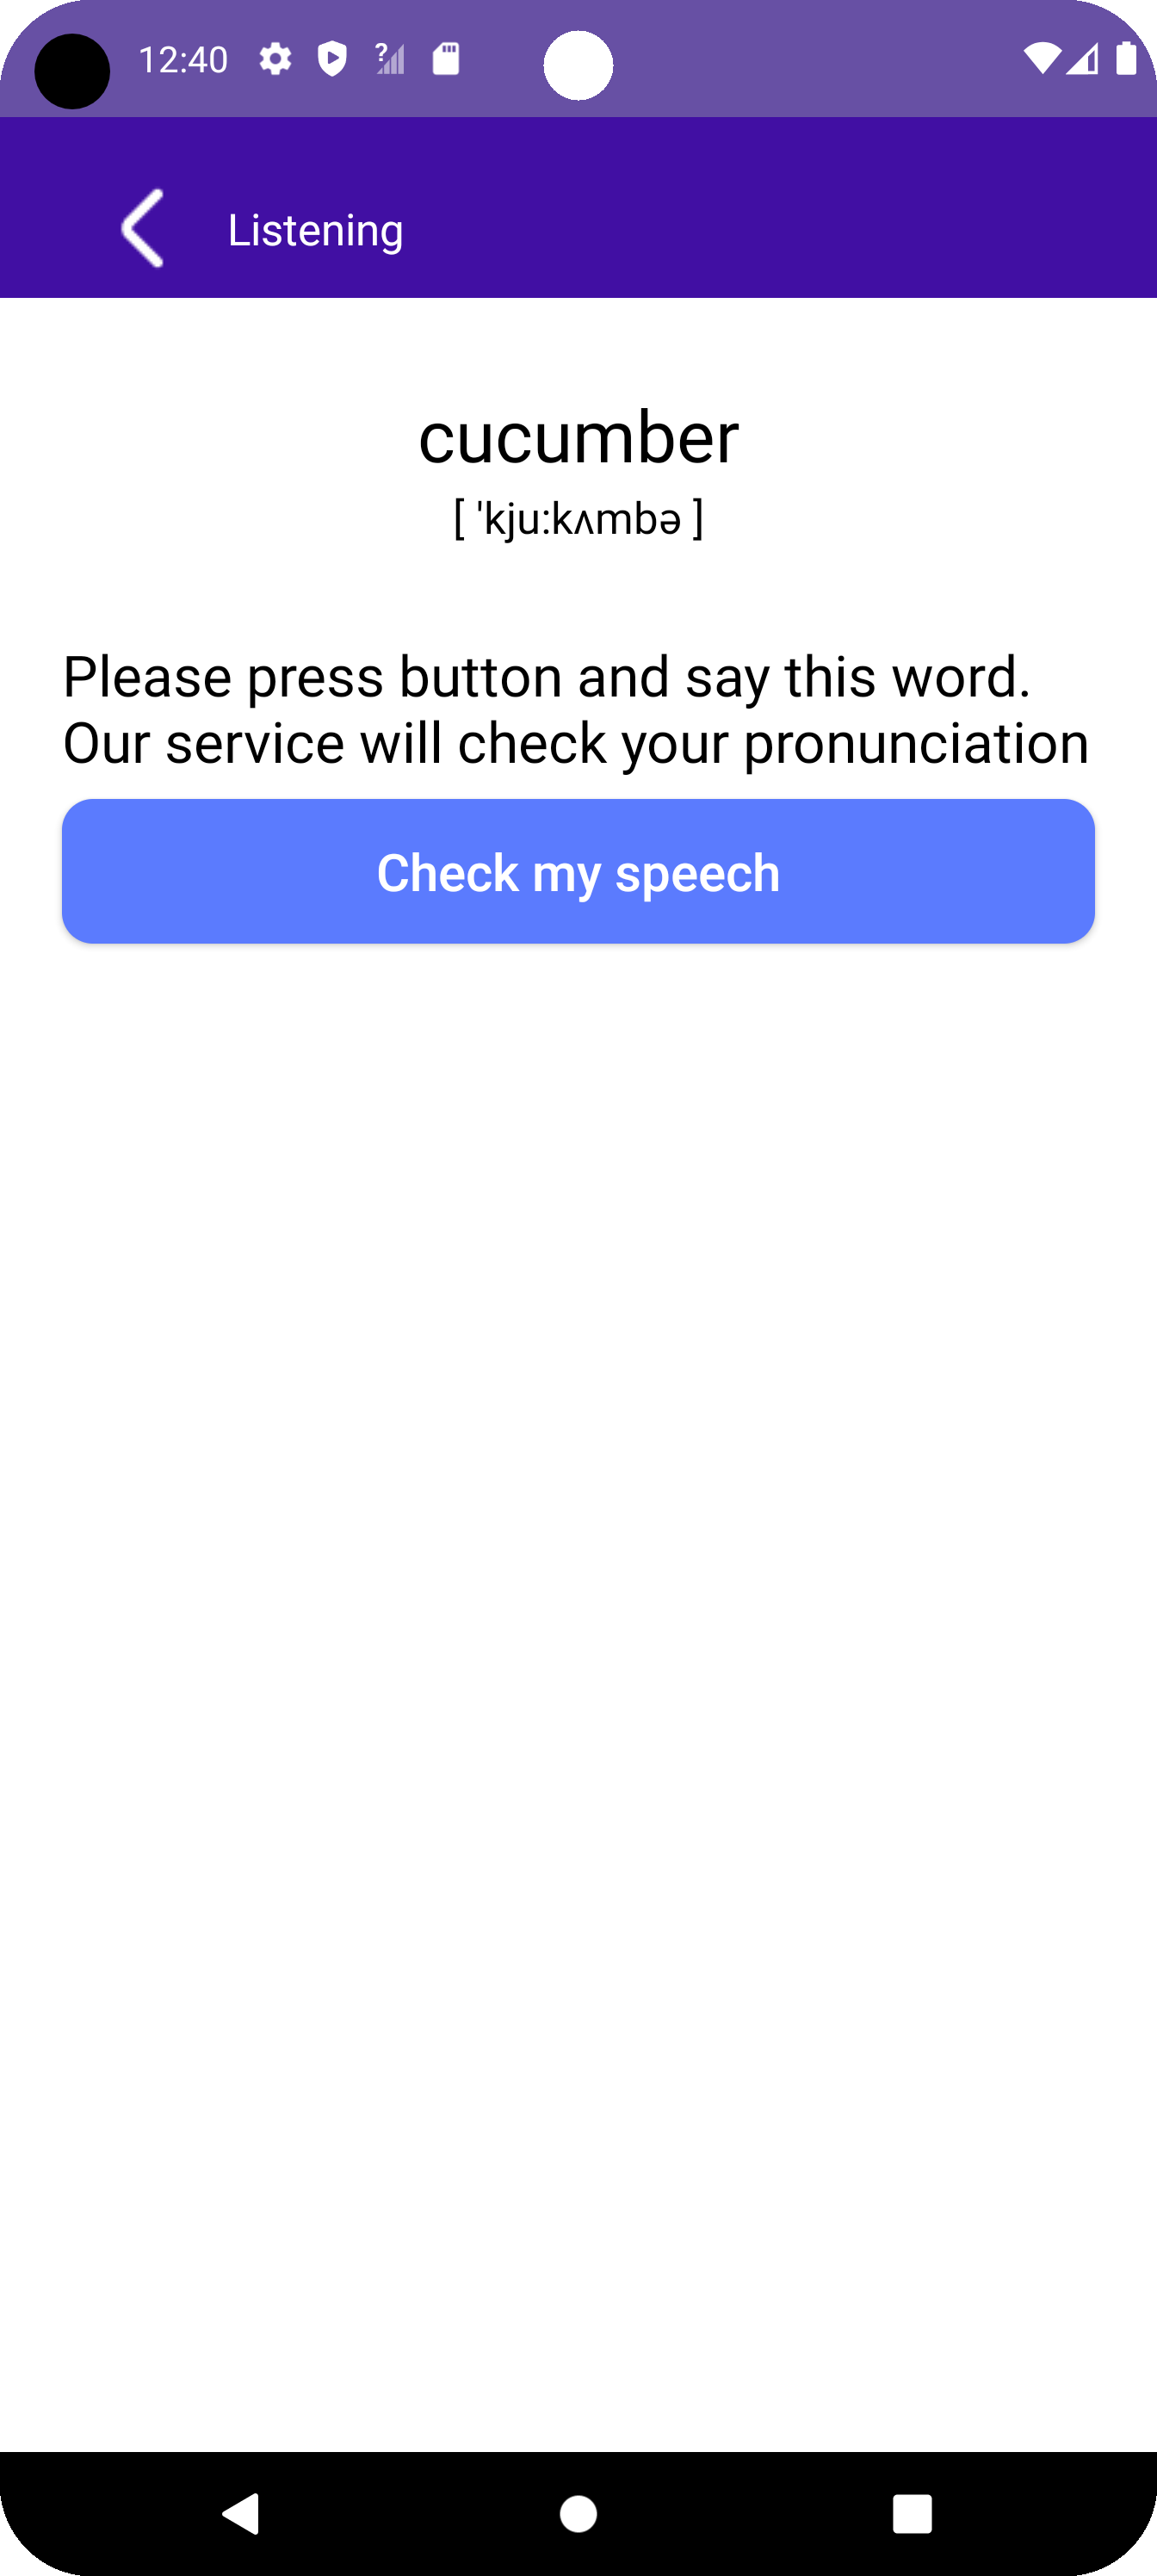 12:40
Listening
cucumber
[ 'kju:kʌmbə ]
Please press button and say this word.
Our service will check your pronunciation
Check my speech